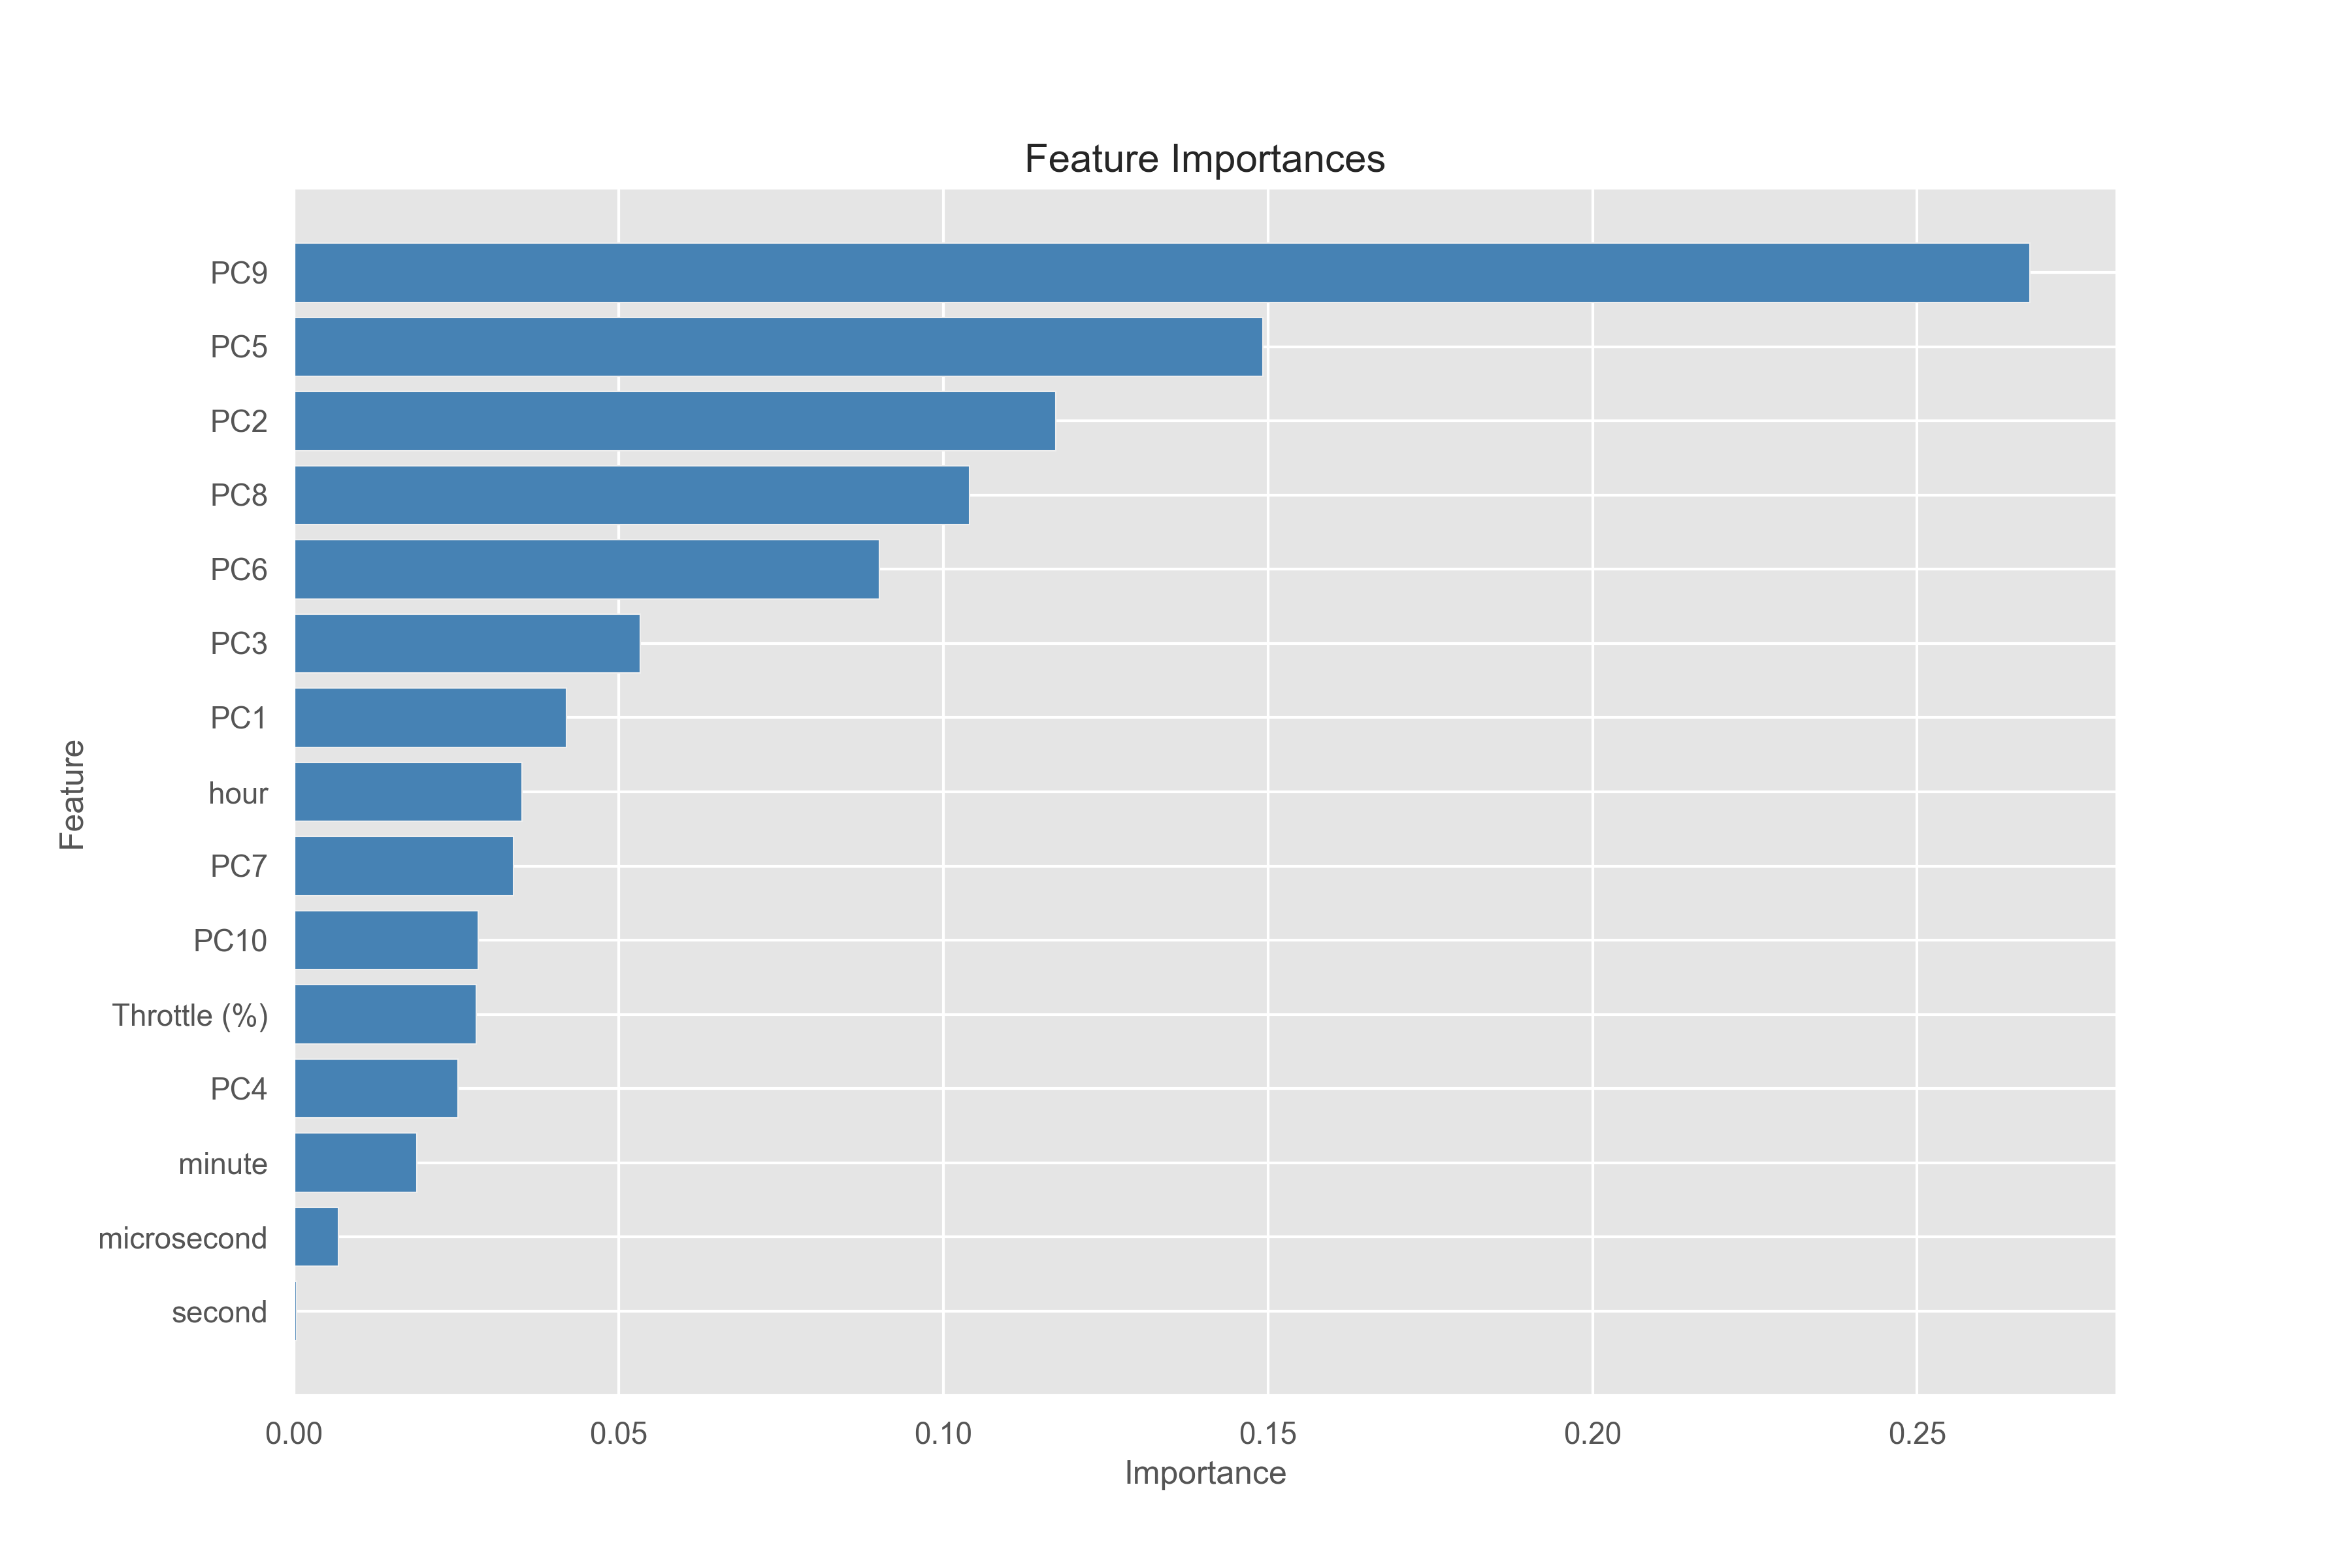 Feature Importances
PC9
PC5
PC2
PC8
PC6
PC3
PC1
hour
PC7
PC10
Throttle (%)
PC4
minute
microsecond
second
Feature
0.00 0.05 0.10 0.15 0.20 0.25
Importance